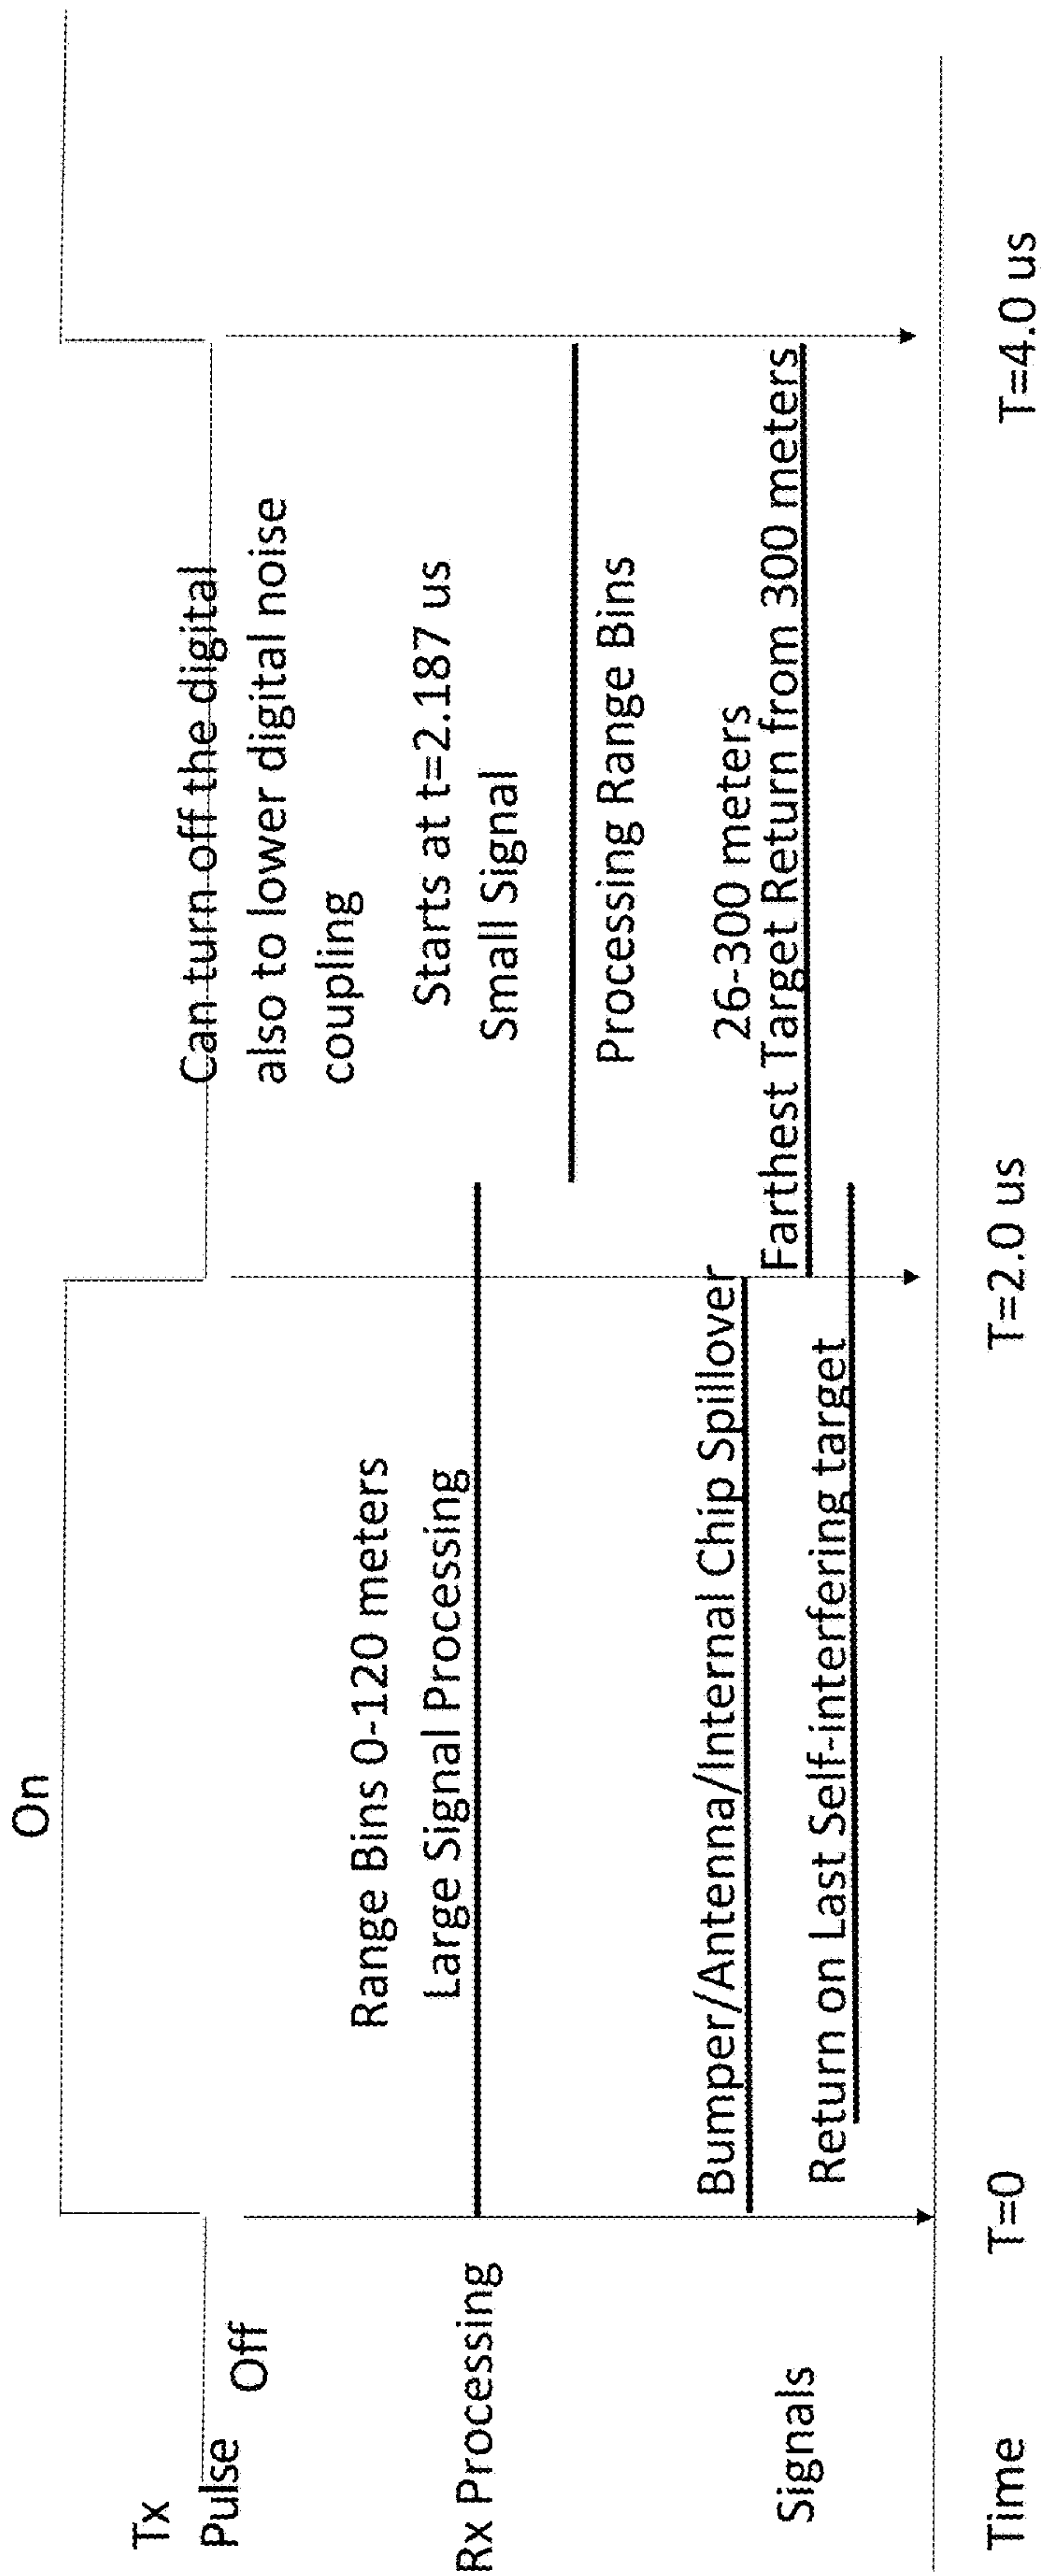 On
Tx
Pulse
Off
Can turn off the digital
also to lower digital noise
coupling
Rx Processing
Range Bins 0-120 meters
Large Signal Processing
Starts at t=2.187 us
Small Signal
Processing Range Bins
26-300 meters
Signals
Bumper/Antenna/Internal Chip Spillover
Farthest Target Return from 300 meters
Return on Last Self-interfering target
Time
T=0
T=2.0 us
T=4.0 us